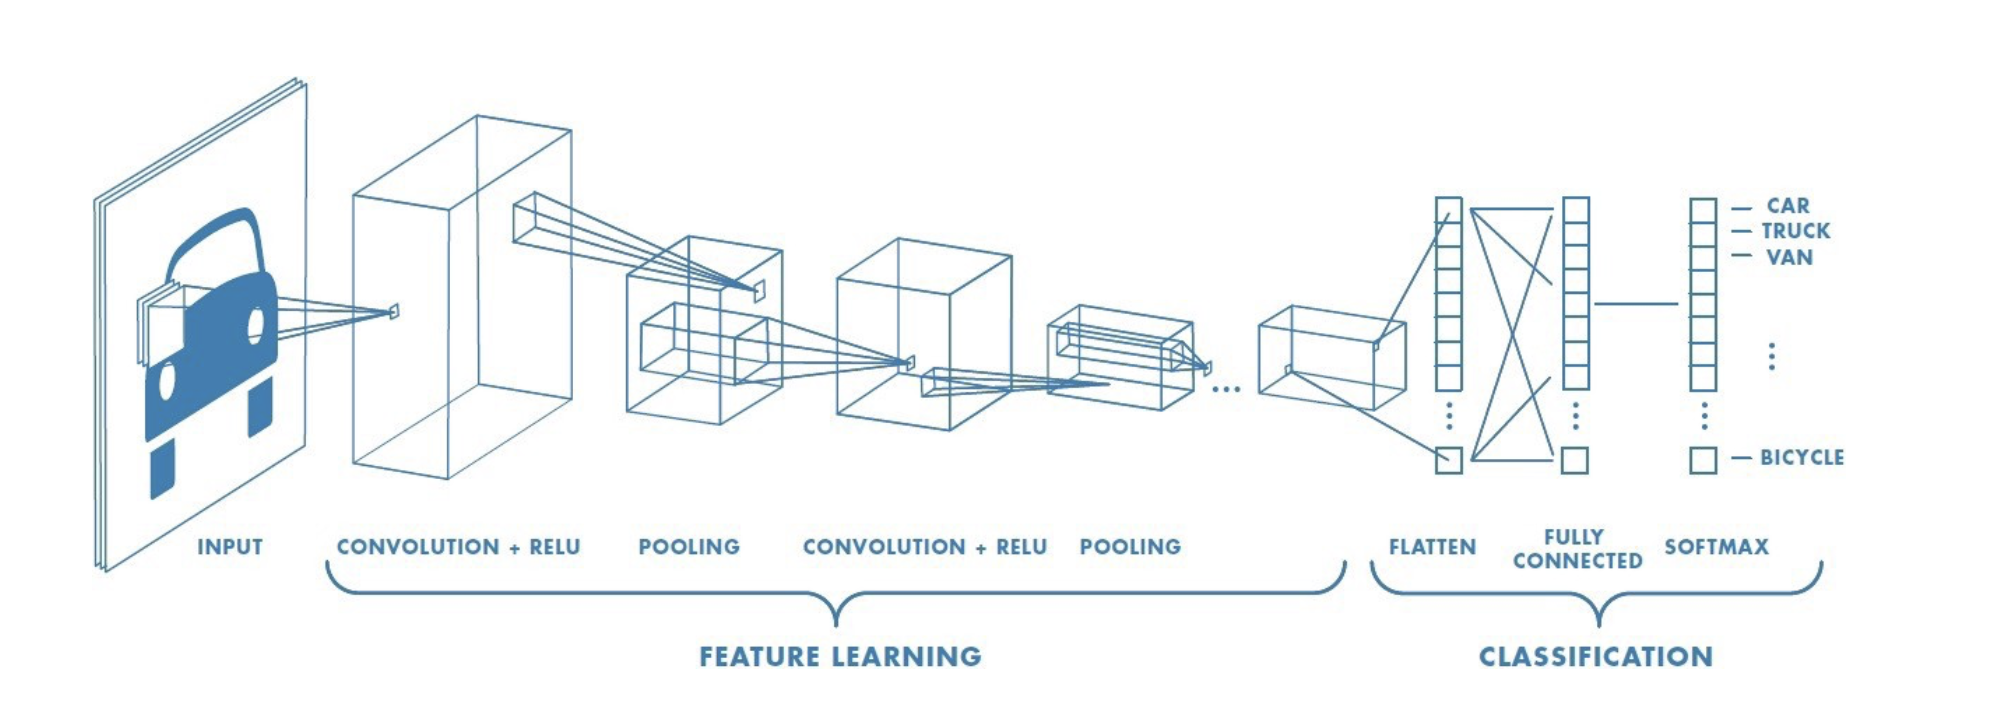 CAR
TRUCK
VAN
BICYCLE
INPUT
CONVOLUTION + RELU
POOLING
CONVOLUTION + RELU
POOLING
FLATTEN
FULLY
CONNECTED
SOFTMAX
FEATURE LEARNING
CLASSIFICATION